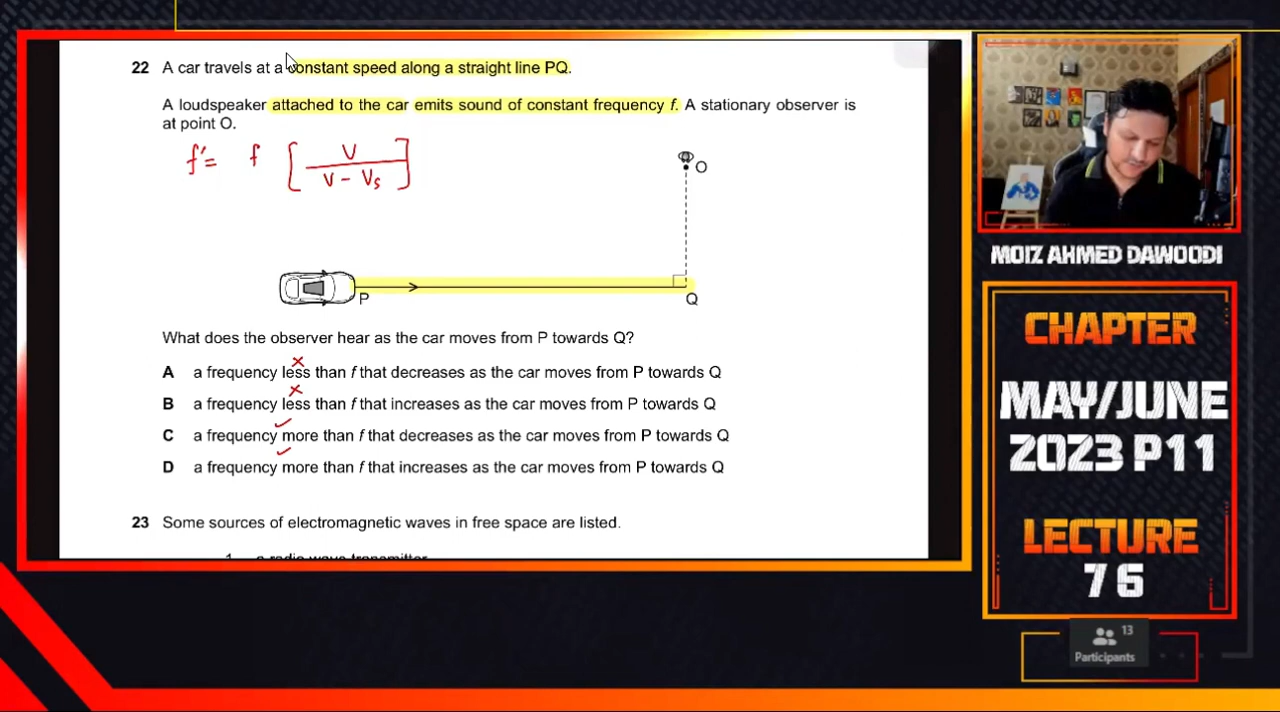 22 A car travels at a constant speed along a straight line PQ.
A loudspeaker attached to the car emits sound of constant frequency f. A stationary observer is
at point O.
f' = f [ V / V - Vs ]
O
P
Q
What does the observer hear as the car moves from P towards Q?
A a frequency less than f that decreases as the car moves from P towards Q
B a frequency less than f that increases as the car moves from P towards Q
C a frequency more than f that decreases as the car moves from P towards Q
D a frequency more than f that increases as the car moves from P towards Q
23 Some sources of electromagnetic waves in free space are listed.
1 a radio wave transmitter
MOIZ AHMED DAWOODI
CHAPTER
MAY/JUNE
2023 P11
LECTURE
76
13
Participants